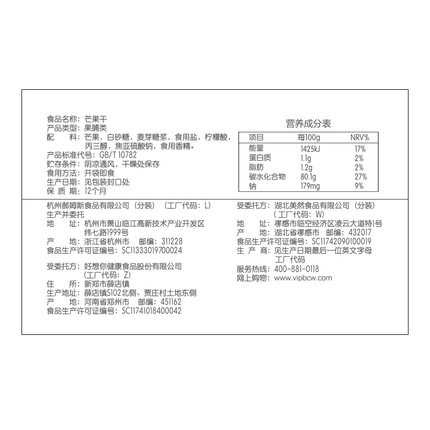 食品名称：芒果干
产品类型：果脯类
配 料：芒果，白砂糖，麦芽糖浆，食用盐，柠檬酸，
丙三醇，焦亚硫酸钠，食用香精。
产品标准代号：GB/T 10782
贮存条件：阴凉通风，干燥处保存
食用方法：开袋即食
生产日期：见包装封口处
保 质 期：12个月
营养成分表
项目 每100g NRV%
能量 1425kJ 17%
蛋白质 1.1g 2%
脂肪 1.2g 2%
碳水化合物 80.1g 27%
钠 179mg 9%
杭州郝姆斯食品有限公司（分装）（工厂代码：L）
生产并委托
地 址：杭州市萧山临江高新技术产业开发区
纬七路999号
产 地：浙江省杭州市 邮编：311228
食品生产许可证编号：SC11333019700024
受委托方：好想你健康食品股份有限公司
（工厂代码：Z）
住 所：新郑市薛店镇
生产地址：薛店镇S102北侧、贾庄村土地东侧
产 地：河南省郑州市 邮编：451162
食品生产许可证编号：SC11741018400042
受委托方：湖北美然食品有限公司（分装）
（工厂代码：W）
地 址：孝感市临空经济区凌云大道特1号
产 地：湖北省孝感市 邮编：432017
食品生产许可证编号：SC11742090100019
生 产 商：见生产日期最后一位英文字母
工厂代码
服务热线：400-881-0118
网上购物：www.vipbcw.com